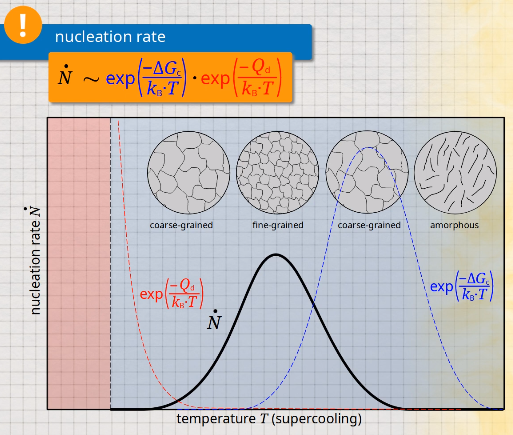 !
nucleation rate
Ṅ ~ exp(−ΔG_c / k_B·T) · exp(−Q_d / k_B·T)
coarse-grained
fine-grained
coarse-grained
amorphous
nucleation rate Ṅ
exp(−Q_d / k_B·T)
Ṅ
exp(−ΔG_c / k_B·T)
temperature T (supercooling)